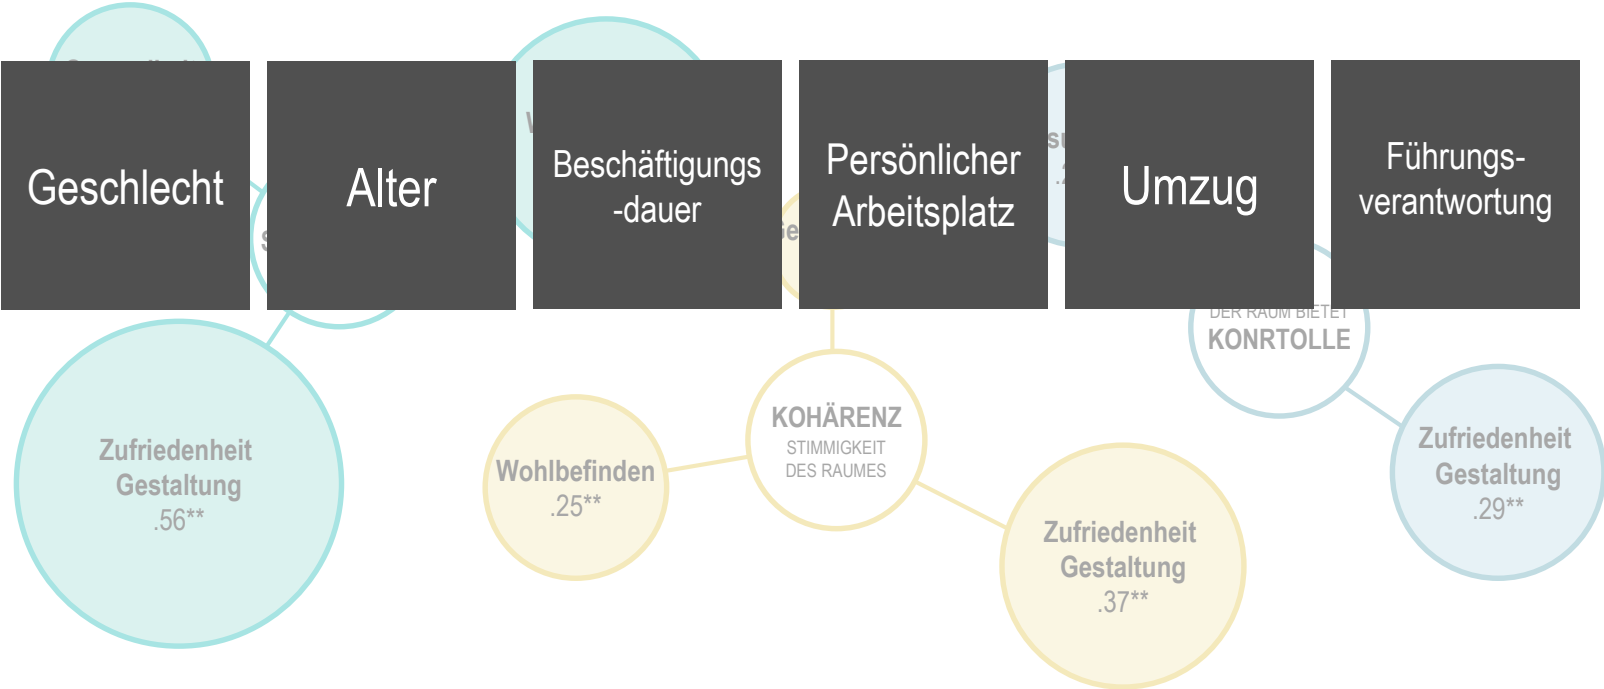 Geschlecht
Alter
Beschäftigungs
-dauer
Persönlicher
Arbeitsplatz
Umzug
Führungs-
verantwortung
DER RAUM BIETET
KONRTOLLE
KOHÄRENZ
STIMMIGKEIT
DES RAUMES
Zufriedenheit
Gestaltung
.56**
Wohlbefinden
.25**
Zufriedenheit
Gestaltung
.37**
Zufriedenheit
Gestaltung
.29**